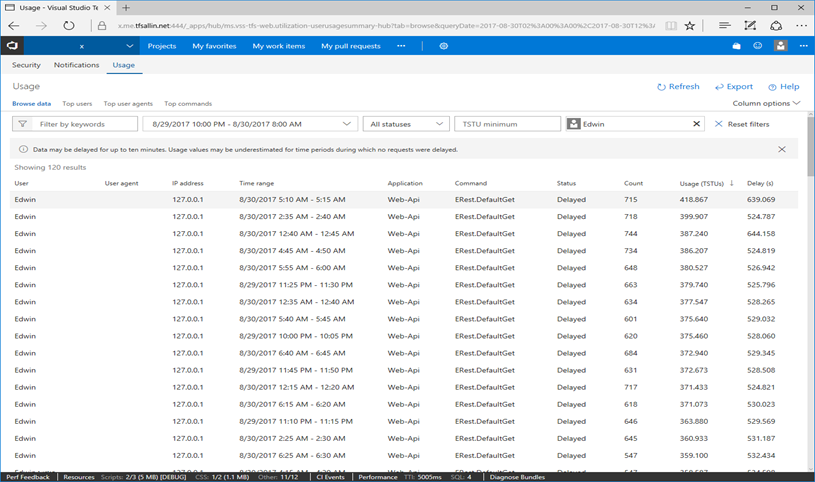 Usage - Visual Studio Te
x.me.tfsallin.net:444/_apps/hub/ms.vss-tfs-web.utilization-userusagesummary-hub?tab=browse&queryDate=2017-08-30T02%3A00%3A00%2C2017-08-30T12%3A
x Projects My favorites My work items My pull requests
Security Notifications Usage
Usage Refresh Export Help
Browse data Top users Top user agents Top commands Column options
Filter by keywords 8/29/2017 10:00 PM - 8/30/2017 8:00 AM All statuses TSTU minimum Edwin Reset filters
Data may be delayed for up to ten minutes. Usage values may be underestimated for time periods during which no requests were delayed.
Showing 120 results
User User agent IP address Time range Application Command Status Count Usage (TSTUs) ↓ Delay (s)
Edwin 127.0.0.1 8/30/2017 5:10 AM - 5:15 AM Web-Api ERest.DefaultGet Delayed 715 418.867 639.069
Edwin 127.0.0.1 8/30/2017 2:35 AM - 2:40 AM Web-Api ERest.DefaultGet Delayed 718 399.907 524.787
Edwin 127.0.0.1 8/30/2017 12:40 AM - 12:45 AM Web-Api ERest.DefaultGet Delayed 744 387.240 644.158
Edwin 127.0.0.1 8/30/2017 4:45 AM - 4:50 AM Web-Api ERest.DefaultGet Delayed 734 386.207 524.819
Edwin 127.0.0.1 8/30/2017 5:55 AM - 6:00 AM Web-Api ERest.DefaultGet Delayed 648 380.527 526.942
Edwin 127.0.0.1 8/29/2017 11:25 PM - 11:30 PM Web-Api ERest.DefaultGet Delayed 663 379.740 525.796
Edwin 127.0.0.1 8/30/2017 12:35 AM - 12:40 AM Web-Api ERest.DefaultGet Delayed 634 377.547 528.265
Edwin 127.0.0.1 8/30/2017 5:40 AM - 5:45 AM Web-Api ERest.DefaultGet Delayed 601 375.640 529.032
Edwin 127.0.0.1 8/29/2017 10:00 PM - 10:05 PM Web-Api ERest.DefaultGet Delayed 620 375.460 528.060
Edwin 127.0.0.1 8/30/2017 6:40 AM - 6:45 AM Web-Api ERest.DefaultGet Delayed 684 372.940 529.345
Edwin 127.0.0.1 8/29/2017 11:45 PM - 11:50 PM Web-Api ERest.DefaultGet Delayed 631 372.673 528.508
Edwin 127.0.0.1 8/30/2017 12:15 AM - 12:20 AM Web-Api ERest.DefaultGet Delayed 717 371.433 524.821
Edwin 127.0.0.1 8/30/2017 6:15 AM - 6:20 AM Web-Api ERest.DefaultGet Delayed 618 371.073 530.023
Edwin 127.0.0.1 8/29/2017 11:10 PM - 11:15 PM Web-Api ERest.DefaultGet Delayed 646 363.880 529.569
Edwin 127.0.0.1 8/30/2017 2:25 AM - 2:30 AM Web-Api ERest.DefaultGet Delayed 645 360.933 531.187
Edwin 127.0.0.1 8/30/2017 6:25 AM - 6:30 AM Web-Api ERest.DefaultGet Delayed 547 359.100 522.434
Perf Feedback Resources Scripts: 2/3 (5 MB) [DEBUG] CSS: 1/2 (1.1 MB) Other: 11/12 CI Events Performance TTI: 5005ms SQL: 4 Diagnose Bundles